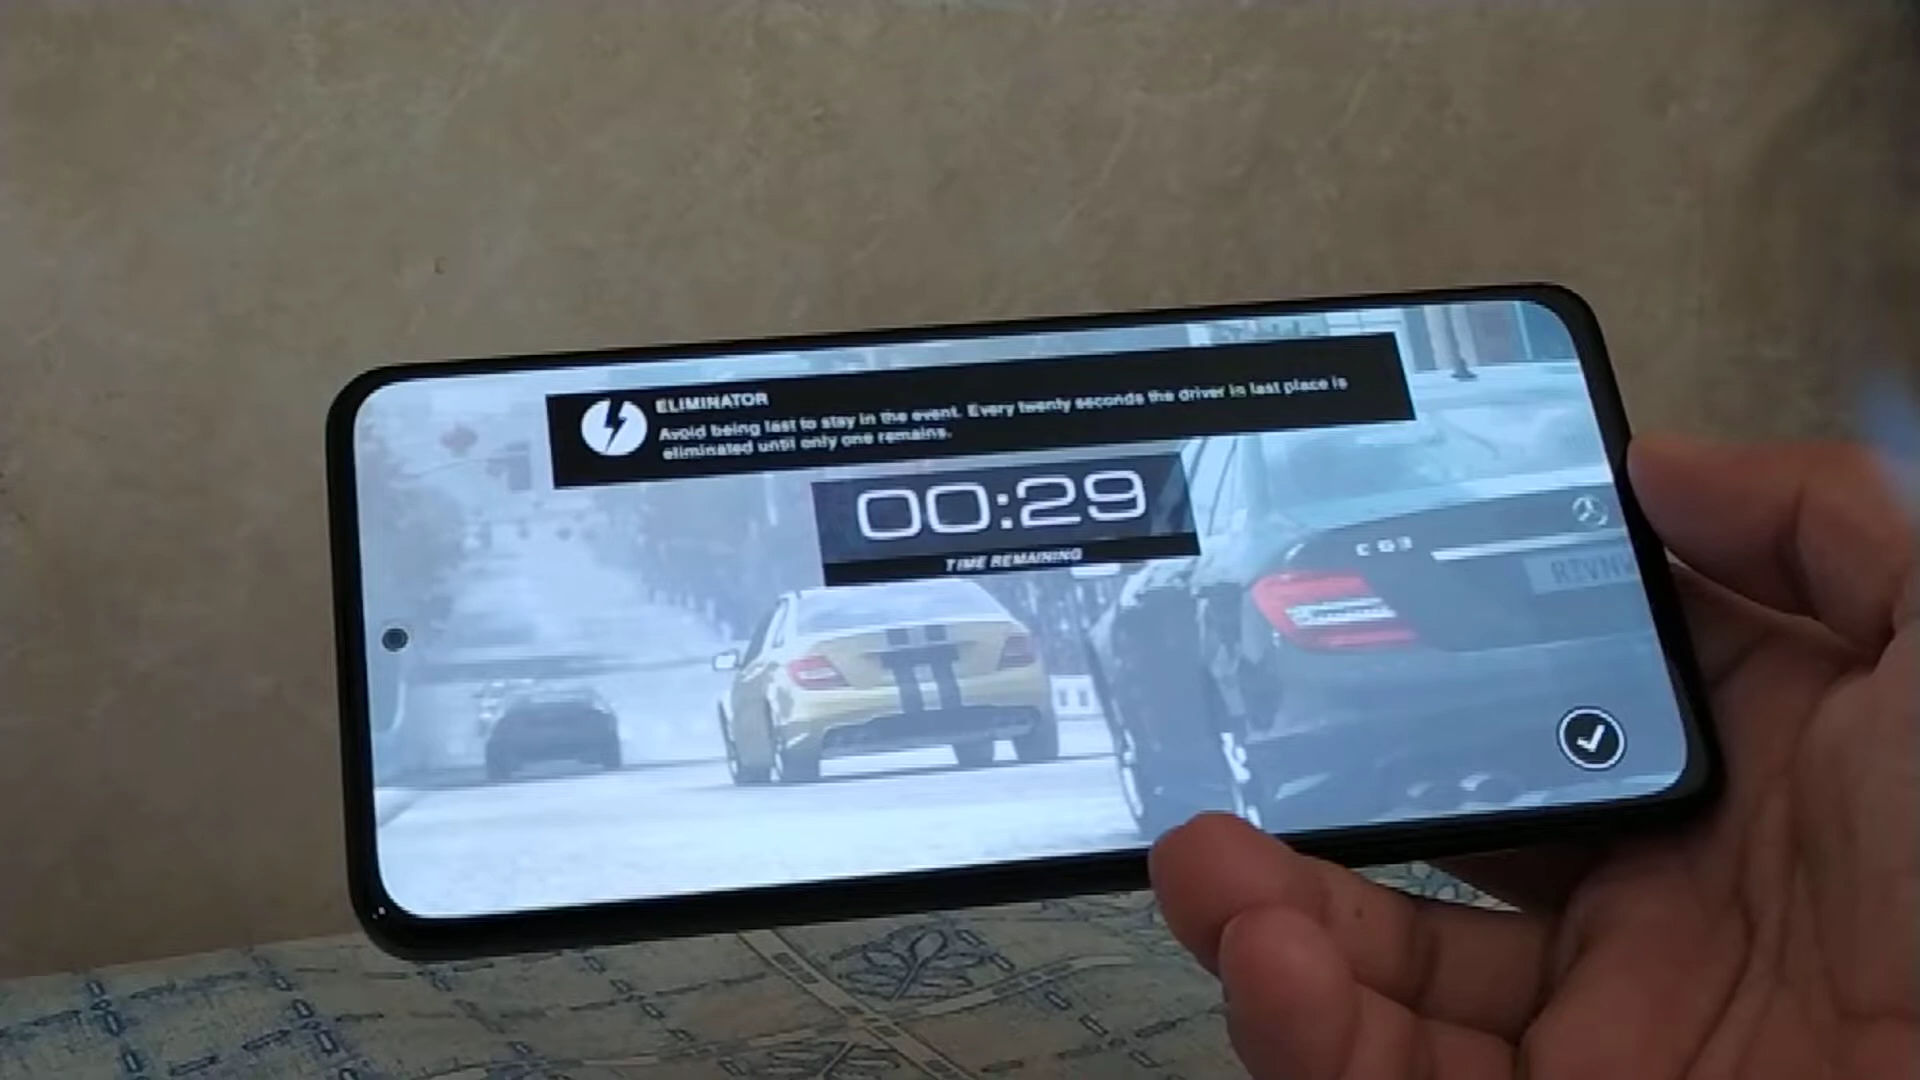 ELIMINATOR
Avoid being last to stay in the event. Every twenty seconds the driver in last place is
eliminated until only one remains.
00:29
TIME REMAINING
C 63